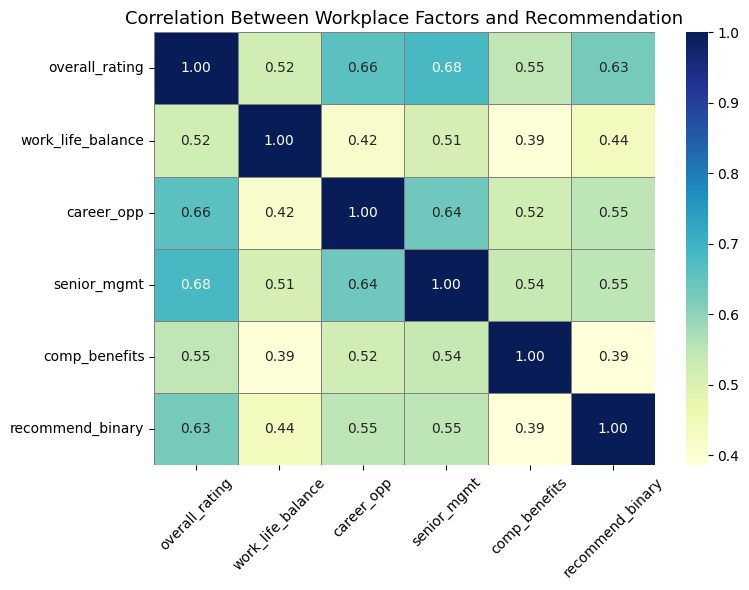 Correlation Between Workplace Factors and Recommendation
overall_rating 1.00 0.52 0.66 0.68 0.55 0.63
work_life_balance 0.52 1.00 0.42 0.51 0.39 0.44
career_opp 0.66 0.42 1.00 0.64 0.52 0.55
senior_mgmt 0.68 0.51 0.64 1.00 0.54 0.55
comp_benefits 0.55 0.39 0.52 0.54 1.00 0.39
recommend_binary 0.63 0.44 0.55 0.55 0.39 1.00
overall_rating
work_life_balance
career_opp
senior_mgmt
comp_benefits
recommend_binary
1.0
0.9
0.8
0.7
0.6
0.5
0.4